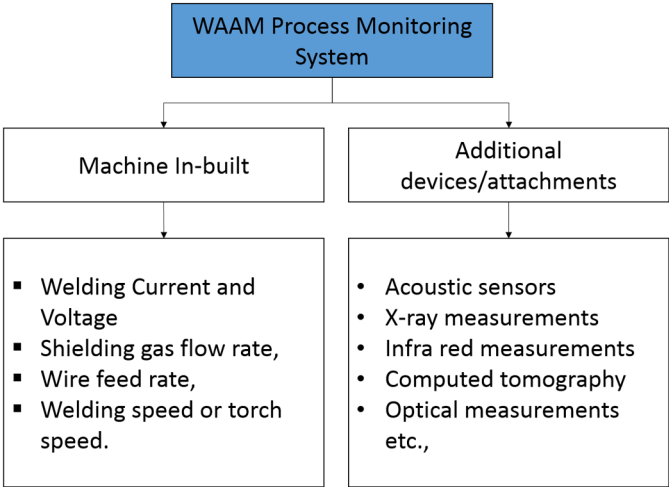 WAAM Process Monitoring
System
Machine In-built
Additional
devices/attachments
▪ Welding Current and
Voltage
▪ Shielding gas flow rate,
▪ Wire feed rate,
▪ Welding speed or torch
speed.
• Acoustic sensors
• X-ray measurements
• Infra red measurements
• Computed tomography
• Optical measurements
etc.,